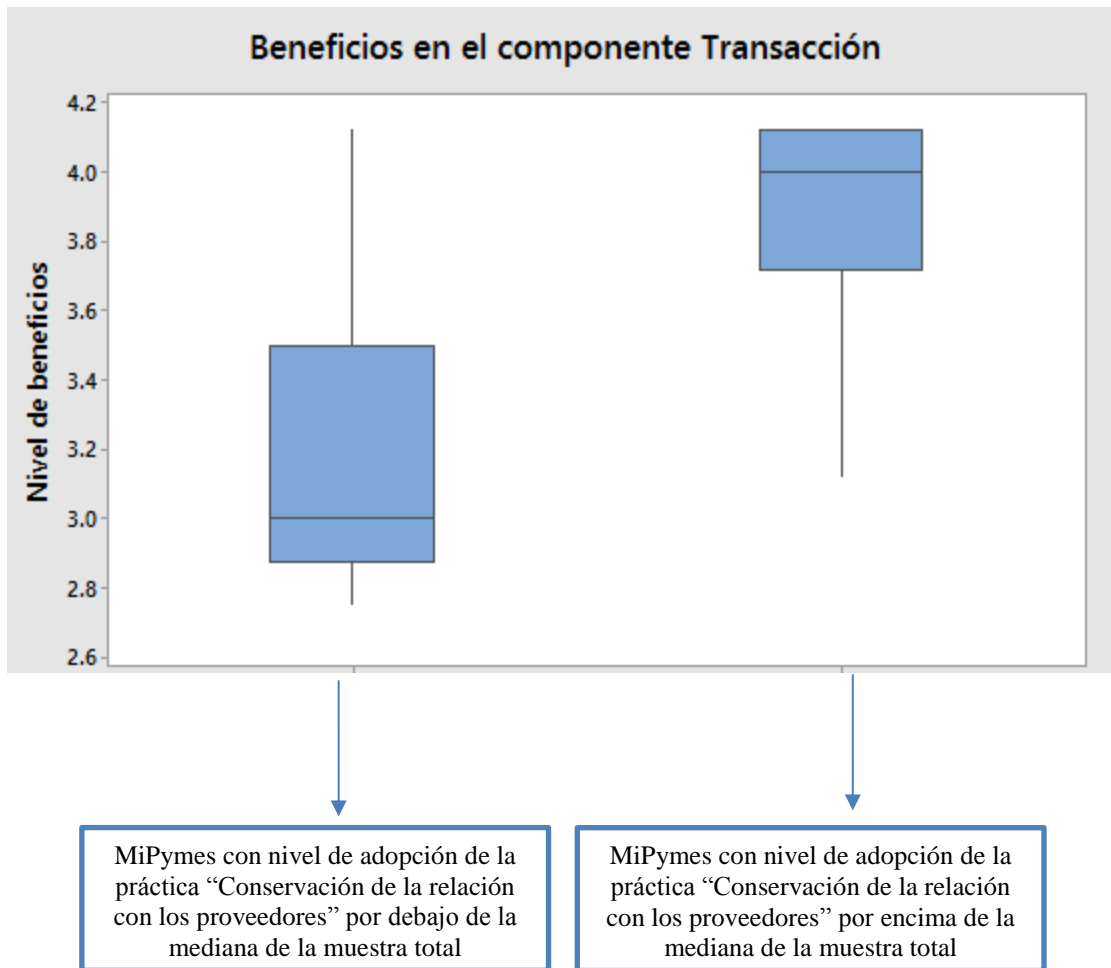 Beneficios en el componente Transacción
Nivel de beneficios
4.2
4.0
3.8
3.6
3.4
3.2
3.0
2.8
2.6
MiPymes con nivel de adopción de la
práctica “Conservación de la relación
con los proveedores” por debajo de la
mediana de la muestra total
MiPymes con nivel de adopción de la
práctica “Conservación de la relación
con los proveedores” por encima de la
mediana de la muestra total